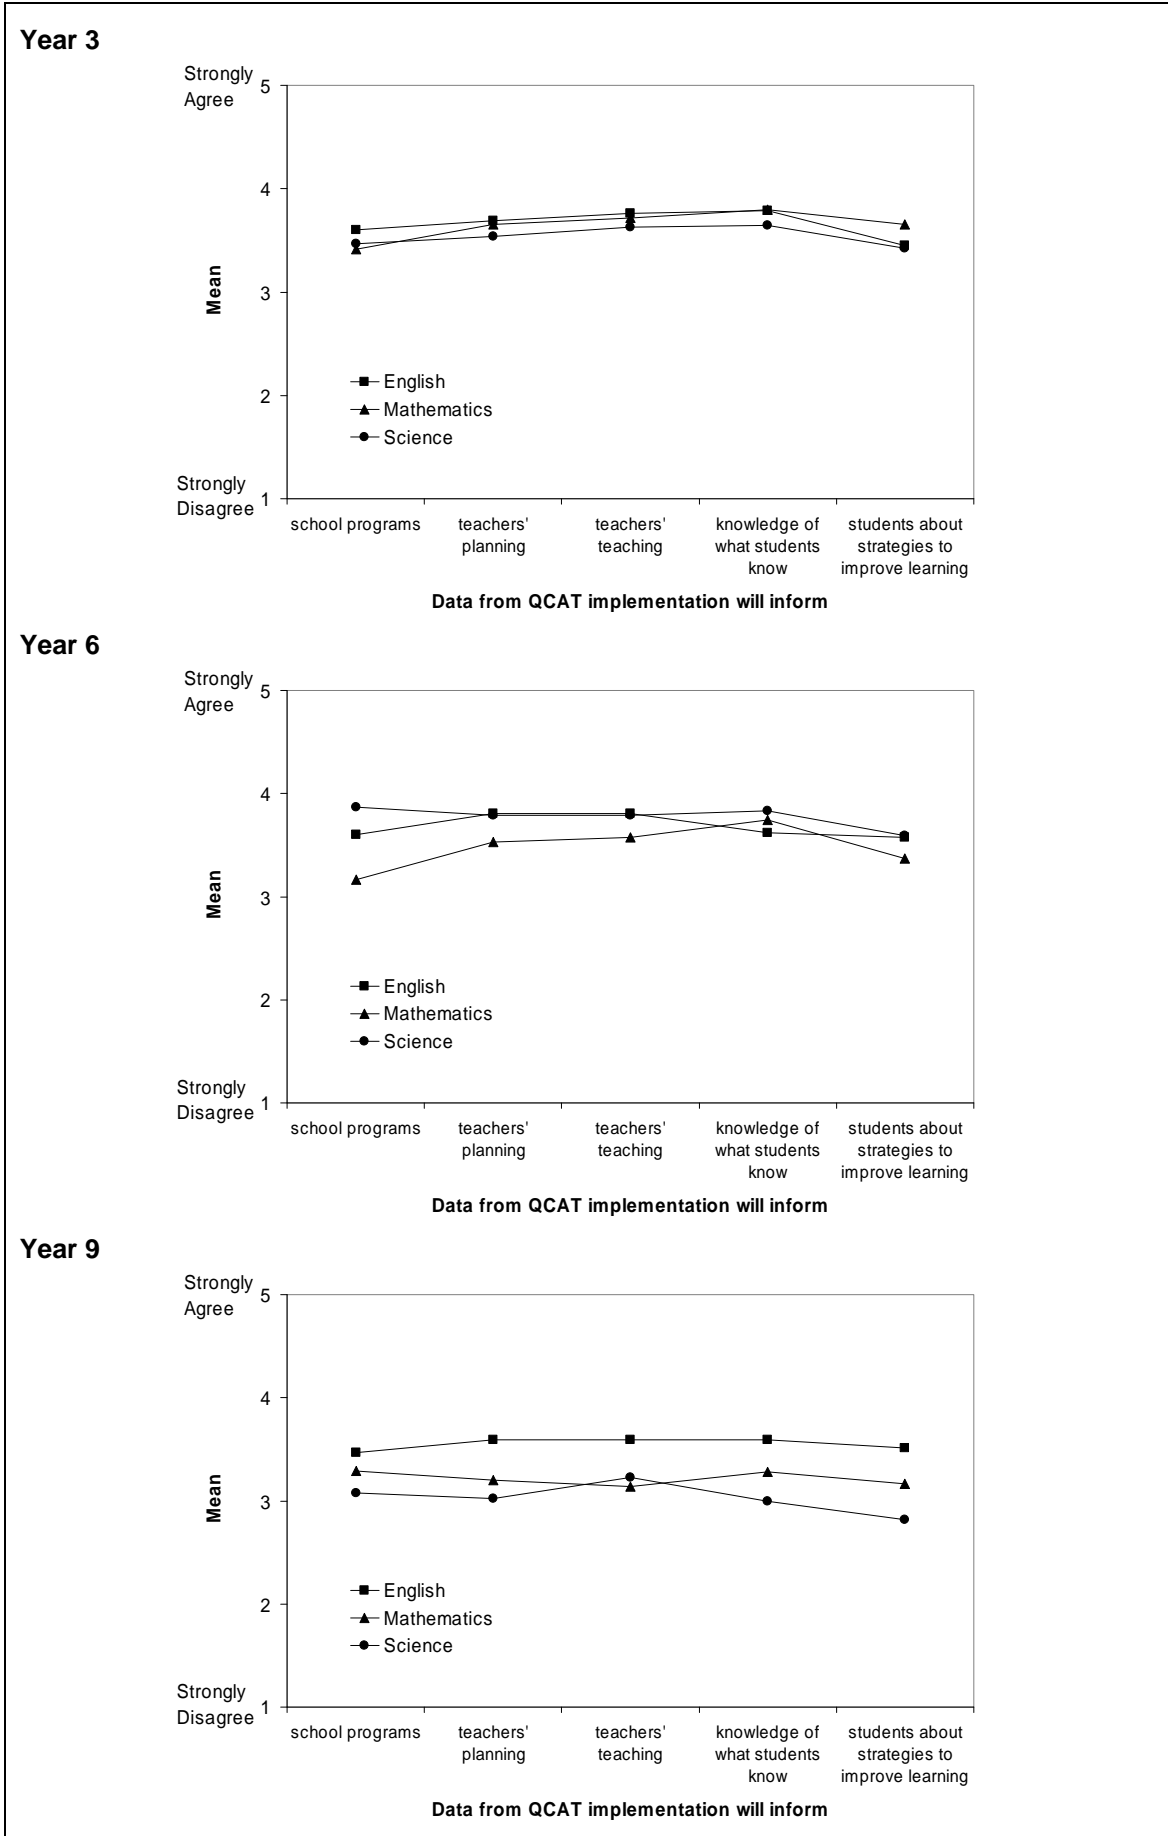 Year 3
Strongly
Agree
5
4
3
2
1
Mean
English
Mathematics
Science
Strongly
Disagree
school programs
teachers'
planning
teachers'
teaching
knowledge of
what students
know
students about
strategies to
improve learning
Data from QCAT implementation will inform
Year 6
Strongly
Agree
5
4
3
2
1
Mean
English
Mathematics
Science
Strongly
Disagree
school programs
teachers'
planning
teachers'
teaching
knowledge of
what students
know
students about
strategies to
improve learning
Data from QCAT implementation will inform
Year 9
Strongly
Agree
5
4
3
2
1
Mean
English
Mathematics
Science
Strongly
Disagree
school programs
teachers'
planning
teachers'
teaching
knowledge of
what students
know
students about
strategies to
improve learning
Data from QCAT implementation will inform